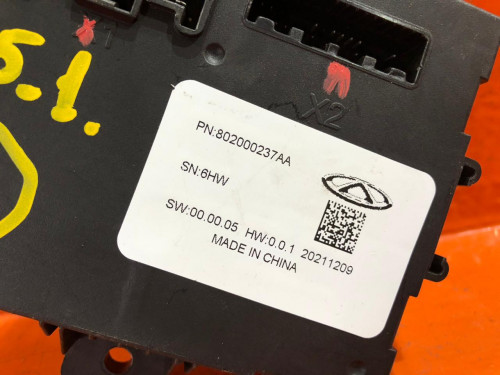 5.1.
X2
PN:802000237AA
SN:6HW
SW:00.00.05 HW:0.0.1 20211209
MADE IN CHINA